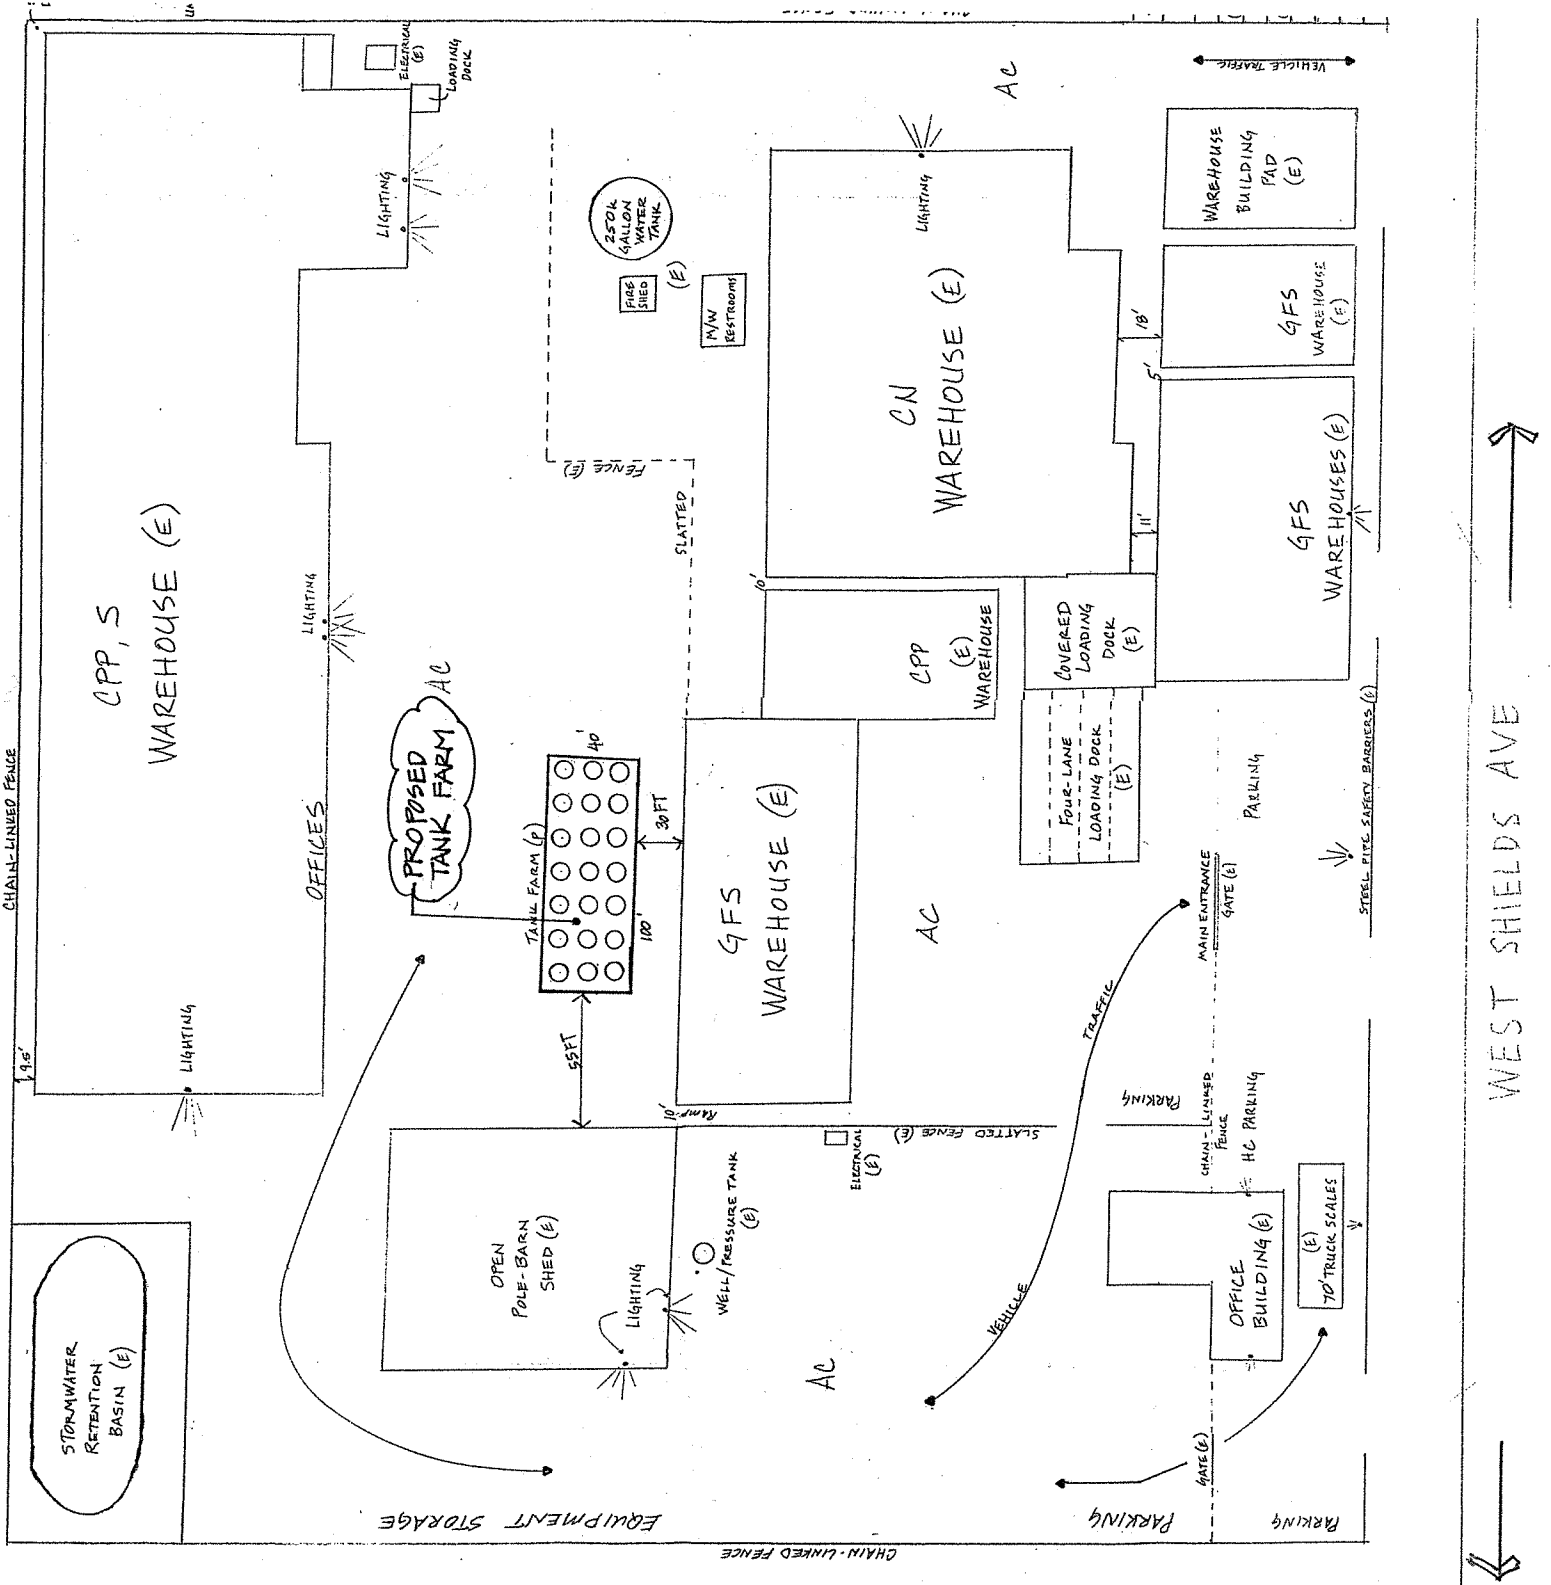 CHAIN-LINKED FENCE
9.5'
CPP, S
WAREHOUSE (E)
OFFICES
LIGHTING
LIGHTING
LIGHTING
ELECTRICAL
(E)
LOADING
DOCK
STORMWATER
RETENTION
BASIN (E)
PROPOSED
TANK FARM
AC
TANK FARM (P)
40'
100'
30FT
55FT
FENCE (E)
SLATTED
250K
GALLON
WATER
TANK
FIRE
SHED
(E)
M/W
RESTROOMS
AC
LIGHTING
CN
WAREHOUSE (E)
10'
CPP
(E)
WAREHOUSE
GFS
WAREHOUSE (E)
10'
RAMP
OPEN
POLE-BARN
SHED (E)
LIGHTING
WELL/PRESSURE TANK
(E)
ELECTRICAL
(E)
SLATTED FENCE (E)
AC
AC
COVERED
LOADING
DOCK
(E)
FOUR-LANE
LOADING DOCK
(E)
11'
18'
5'
VEHICLE TRAFFIC
WAREHOUSE
BUILDING
PAD
(E)
GFS
WAREHOUSE
(E)
GFS
WAREHOUSES (E)
PARKING
MAIN ENTRANCE
GATE (E)
VEHICLE
TRAFFIC
PARKING
CHAIN-LINKED
FENCE
HC PARKING
OFFICE
BUILDING (E)
(E)
70' TRUCK SCALES
GATE (E)
PARKING
PARKING
EQUIPMENT STORAGE
CHAIN-LINKED FENCE
STEEL PIPE SAFETY BARRIERS (E)
WEST SHIELDS AVE